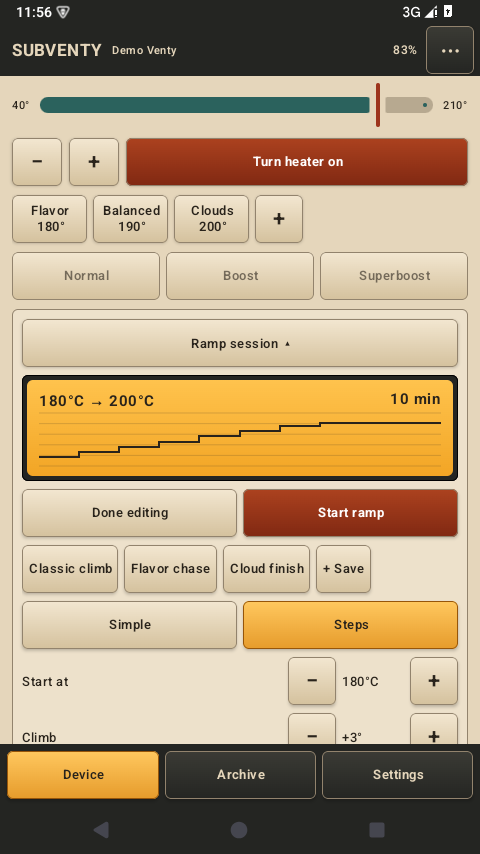 11:56
3G
SUBVENTY Demo Venty
83%
...
40°
210°
−
+
Turn heater on
Flavor
180°
Balanced
190°
Clouds
200°
+
Normal
Boost
Superboost
Ramp session ▴
180°C → 200°C
10 min
Done editing
Start ramp
Classic climb
Flavor chase
Cloud finish
+ Save
Simple
Steps
Start at
−
180°C
+
Climb
−
+3°
+
Device
Archive
Settings